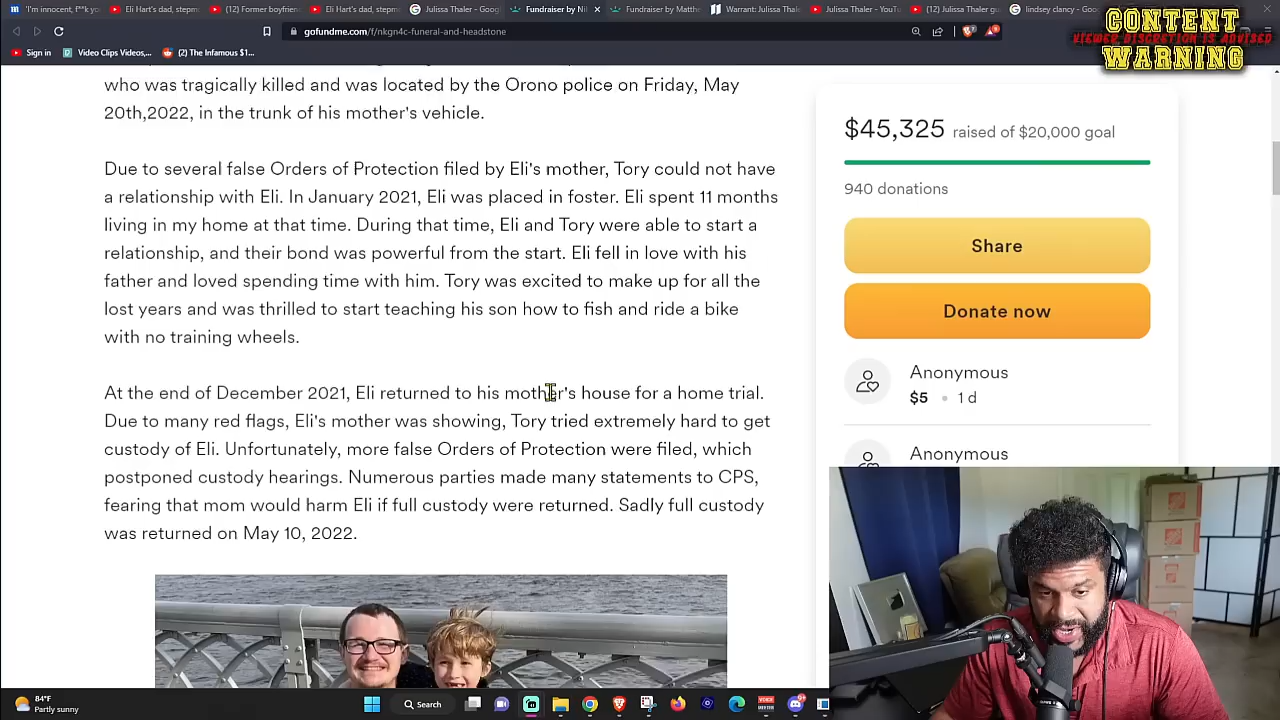 "I'm innocent, f**k yo
Eli Hart's dad, stepm
(12) Former boyfrien
Eli Hart's dad, stepm
Julissa Thaler - Goog
Fundraiser by Ni
Fundraiser by Matthe
Warrant: Julissa Thal
Julissa Thaler - YouTu
(12) Julissa Thaler gu
lindsey clancy - Goo
CONTENT
VIEWER DISCRETION IS ADVISED
WARNING
gofundme.com/f/nkgn4c-funeral-and-headstone
Sign in
Video Clips Videos,...
(2) The Infamous $1...
who was tragically killed and was located by the Orono police on Friday, May
20th,2022, in the trunk of his mother's vehicle.
Due to several false Orders of Protection filed by Eli's mother, Tory could not have
a relationship with Eli. In January 2021, Eli was placed in foster. Eli spent 11 months
living in my home at that time. During that time, Eli and Tory were able to start a
relationship, and their bond was powerful from the start. Eli fell in love with his
father and loved spending time with him. Tory was excited to make up for all the
lost years and was thrilled to start teaching his son how to fish and ride a bike
with no training wheels.
At the end of December 2021, Eli returned to his mother's house for a home trial.
Due to many red flags, Eli's mother was showing, Tory tried extremely hard to get
custody of Eli. Unfortunately, more false Orders of Protection were filed, which
postponed custody hearings. Numerous parties made many statements to CPS,
fearing that mom would harm Eli if full custody were returned. Sadly full custody
was returned on May 10, 2022.
$45,325 raised of $20,000 goal
940 donations
Share
Donate now
Anonymous
$5 • 1 d
Anonymous
84°F
Partly sunny
Search